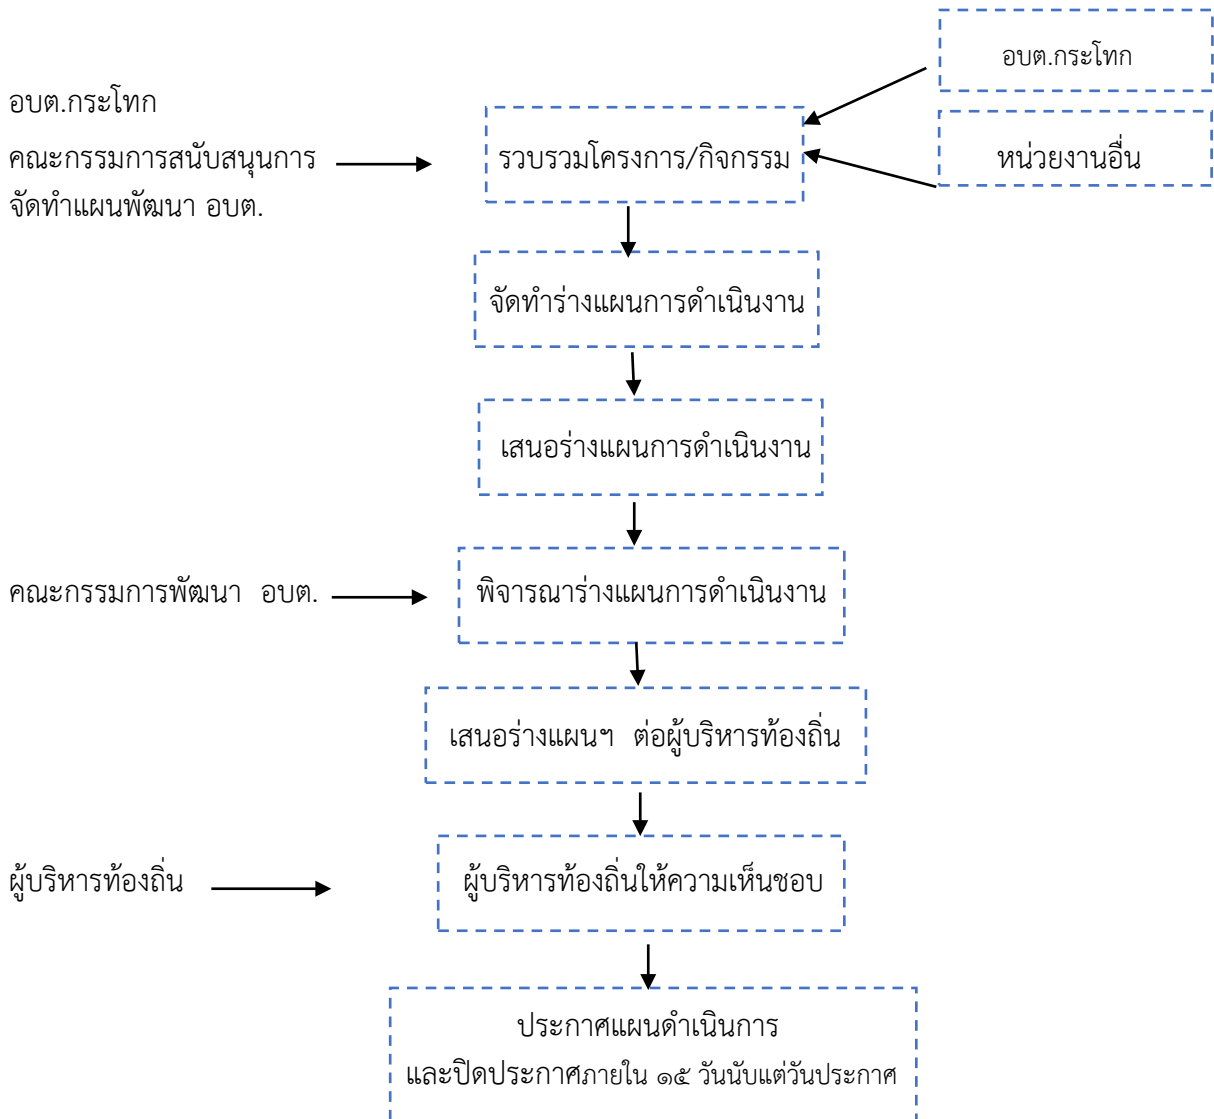 อบต.กระโทก
อบต.กระโทก
คณะกรรมการสนับสนุนการ
จัดทำแผนพัฒนา อบต.
รวบรวมโครงการ/กิจกรรม
หน่วยงานอื่น
จัดทำร่างแผนการดำเนินงาน
เสนอร่างแผนการดำเนินงาน
คณะกรรมการพัฒนา อบต.
พิจารณาร่างแผนการดำเนินงาน
เสนอร่างแผนฯ ต่อผู้บริหารท้องถิ่น
ผู้บริหารท้องถิ่น
ผู้บริหารท้องถิ่นให้ความเห็นชอบ
ประกาศแผนดำเนินการ
และปิดประกาศภายใน ๑๕ วันนับแต่วันประกาศ